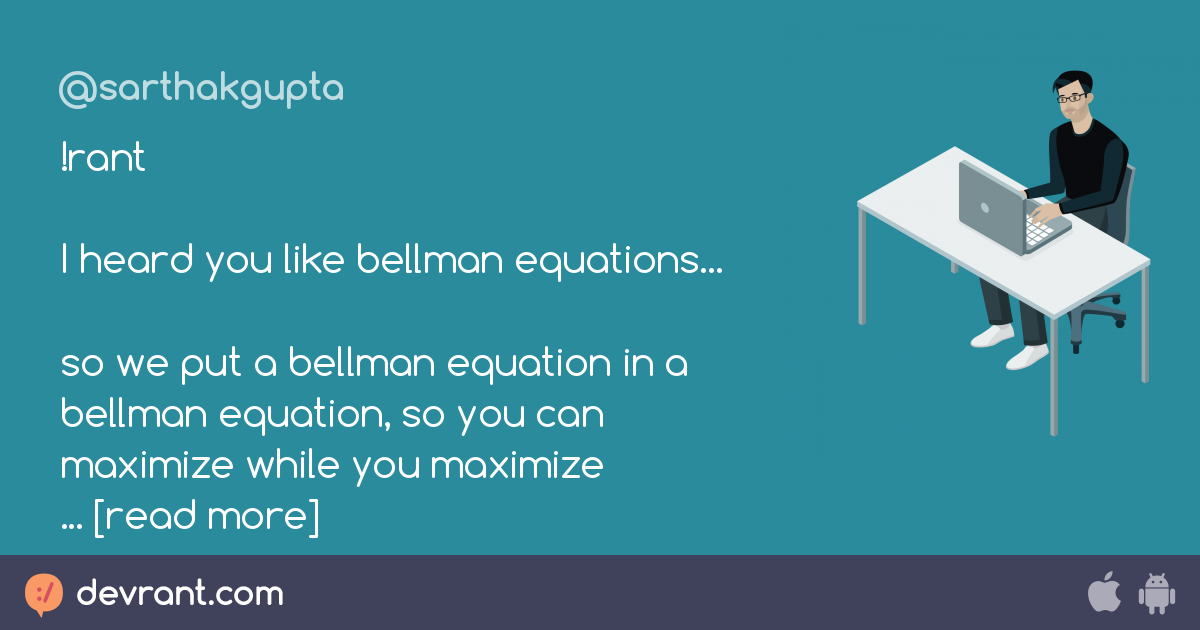 @sarthakgupta
!rant
I heard you like bellman equations...
so we put a bellman equation in a
bellman equation, so you can
maximize while you maximize
... [read more]
:/ devrant.com